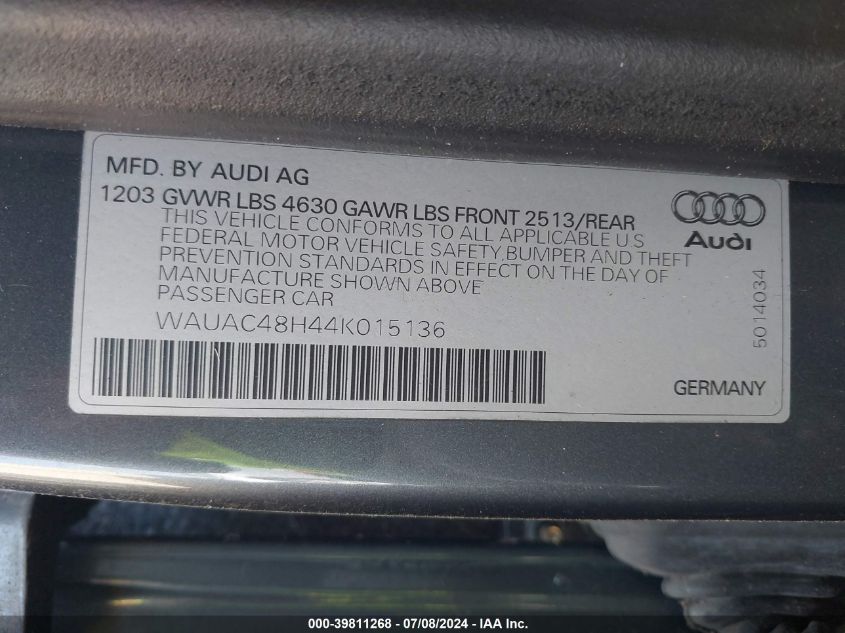 MFD. BY AUDI AG
1203 GVWR LBS 4630 GAWR LBS FRONT 2513/REAR
THIS VEHICLE CONFORMS TO ALL APPLICABLE U S
FEDERAL MOTOR VEHICLE SAFETY,BUMPER AND THEFT
PREVENTION STANDARDS IN EFFECT ON THE DAY OF
MANUFACTURE SHOWN ABOVE
PASSENGER CAR
WAUAC48H44K015136
Audi
5014034
GERMANY
000-39811268 - 07/08/2024 - IAA Inc.